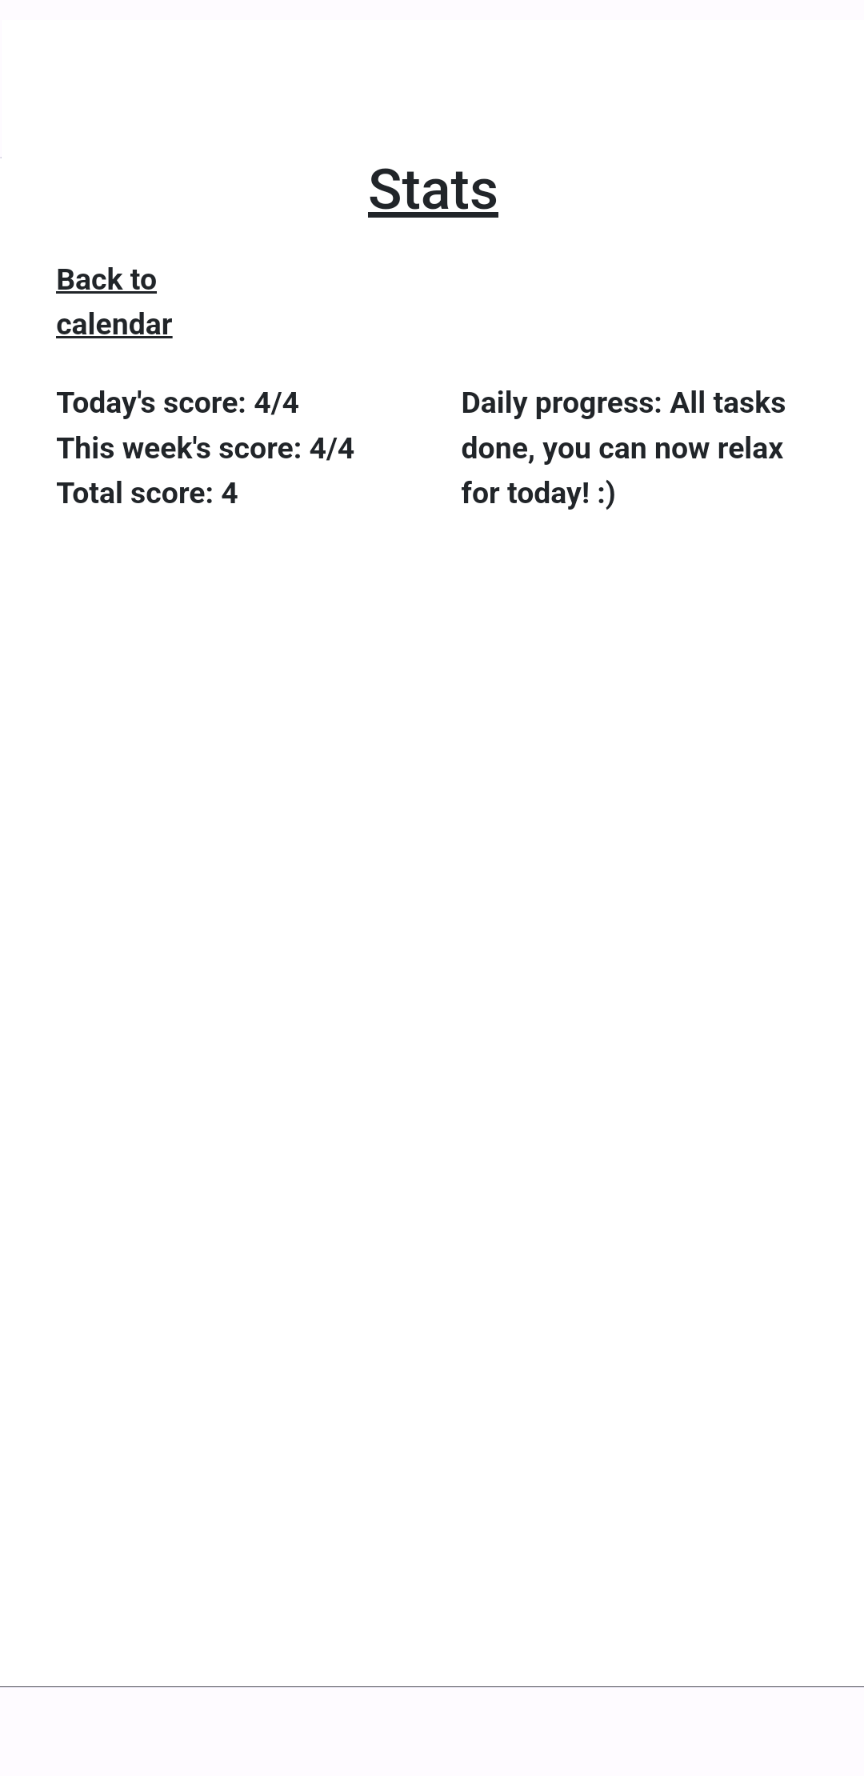 Stats
Back to
calendar
Today's score: 4/4
This week's score: 4/4
Total score: 4
Daily progress: All tasks
done, you can now relax
for today! :)